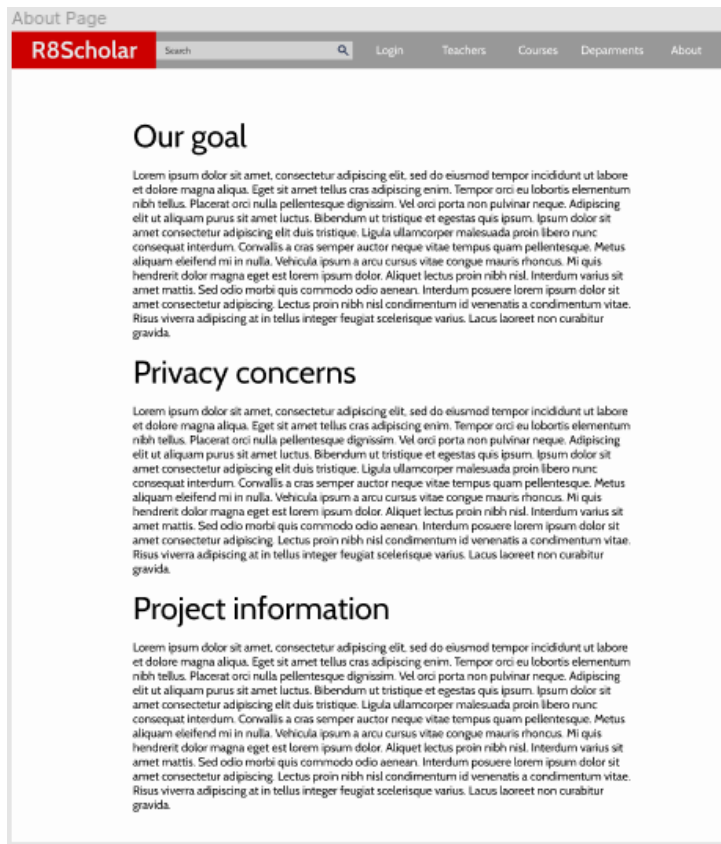 About Page
R8Scholar Search Login Teachers Courses Deparments About
Our goal
Lorem ipsum dolor sit amet, consectetur adipiscing elit, sed do eiusmod tempor incididunt ut labore
et dolore magna aliqua. Eget sit amet tellus cras adipiscing enim. Tempor orci eu lobortis elementum
nibh tellus. Placerat orci nulla pellentesque dignissim. Vel orci porta non pulvinar neque. Adipiscing
elit ut aliquam purus sit amet luctus. Bibendum ut tristique et egestas quis ipsum. Ipsum dolor sit
amet consectetur adipiscing elit duis tristique. Ligula ullamcorper malesuada proin libero nunc
consequat interdum. Convallis a cras semper auctor neque vitae tempus quam pellentesque. Metus
aliquam eleifend mi in nulla. Vehicula ipsum a arcu cursus vitae congue mauris rhoncus. Mi quis
hendrerit dolor magna eget est lorem ipsum dolor. Aliquet lectus proin nibh nisl. Interdum varius sit
amet mattis. Sed odio morbi quis commodo odio aenean. Interdum posuere lorem ipsum dolor sit
amet consectetur adipiscing. Lectus proin nibh nisl condimentum id venenatis a condimentum vitae.
Risus viverra adipiscing at in tellus integer feugiat scelerisque varius. Lacus laoreet non curabitur
gravida.
Privacy concerns
Lorem ipsum dolor sit amet, consectetur adipiscing elit, sed do eiusmod tempor incididunt ut labore
et dolore magna aliqua. Eget sit amet tellus cras adipiscing enim. Tempor orci eu lobortis elementum
nibh tellus. Placerat orci nulla pellentesque dignissim. Vel orci porta non pulvinar neque. Adipiscing
elit ut aliquam purus sit amet luctus. Bibendum ut tristique et egestas quis ipsum. Ipsum dolor sit
amet consectetur adipiscing elit duis tristique. Ligula ullamcorper malesuada proin libero nunc
consequat interdum. Convallis a cras semper auctor neque vitae tempus quam pellentesque. Metus
aliquam eleifend mi in nulla. Vehicula ipsum a arcu cursus vitae congue mauris rhoncus. Mi quis
hendrerit dolor magna eget est lorem ipsum dolor. Aliquet lectus proin nibh nisl. Interdum varius sit
amet mattis. Sed odio morbi quis commodo odio aenean. Interdum posuere lorem ipsum dolor sit
amet consectetur adipiscing. Lectus proin nibh nisl condimentum id venenatis a condimentum vitae.
Risus viverra adipiscing at in tellus integer feugiat scelerisque varius. Lacus laoreet non curabitur
gravida.
Project information
Lorem ipsum dolor sit amet, consectetur adipiscing elit, sed do eiusmod tempor incididunt ut labore
et dolore magna aliqua. Eget sit amet tellus cras adipiscing enim. Tempor orci eu lobortis elementum
nibh tellus. Placerat orci nulla pellentesque dignissim. Vel orci porta non pulvinar neque. Adipiscing
elit ut aliquam purus sit amet luctus. Bibendum ut tristique et egestas quis ipsum. Ipsum dolor sit
amet consectetur adipiscing elit duis tristique. Ligula ullamcorper malesuada proin libero nunc
consequat interdum. Convallis a cras semper auctor neque vitae tempus quam pellentesque. Metus
aliquam eleifend mi in nulla. Vehicula ipsum a arcu cursus vitae congue mauris rhoncus. Mi quis
hendrerit dolor magna eget est lorem ipsum dolor. Aliquet lectus proin nibh nisl. Interdum varius sit
amet mattis. Sed odio morbi quis commodo odio aenean. Interdum posuere lorem ipsum dolor sit
amet consectetur adipiscing. Lectus proin nibh nisl condimentum id venenatis a condimentum vitae.
Risus viverra adipiscing at in tellus integer feugiat scelerisque varius. Lacus laoreet non curabitur
gravida.